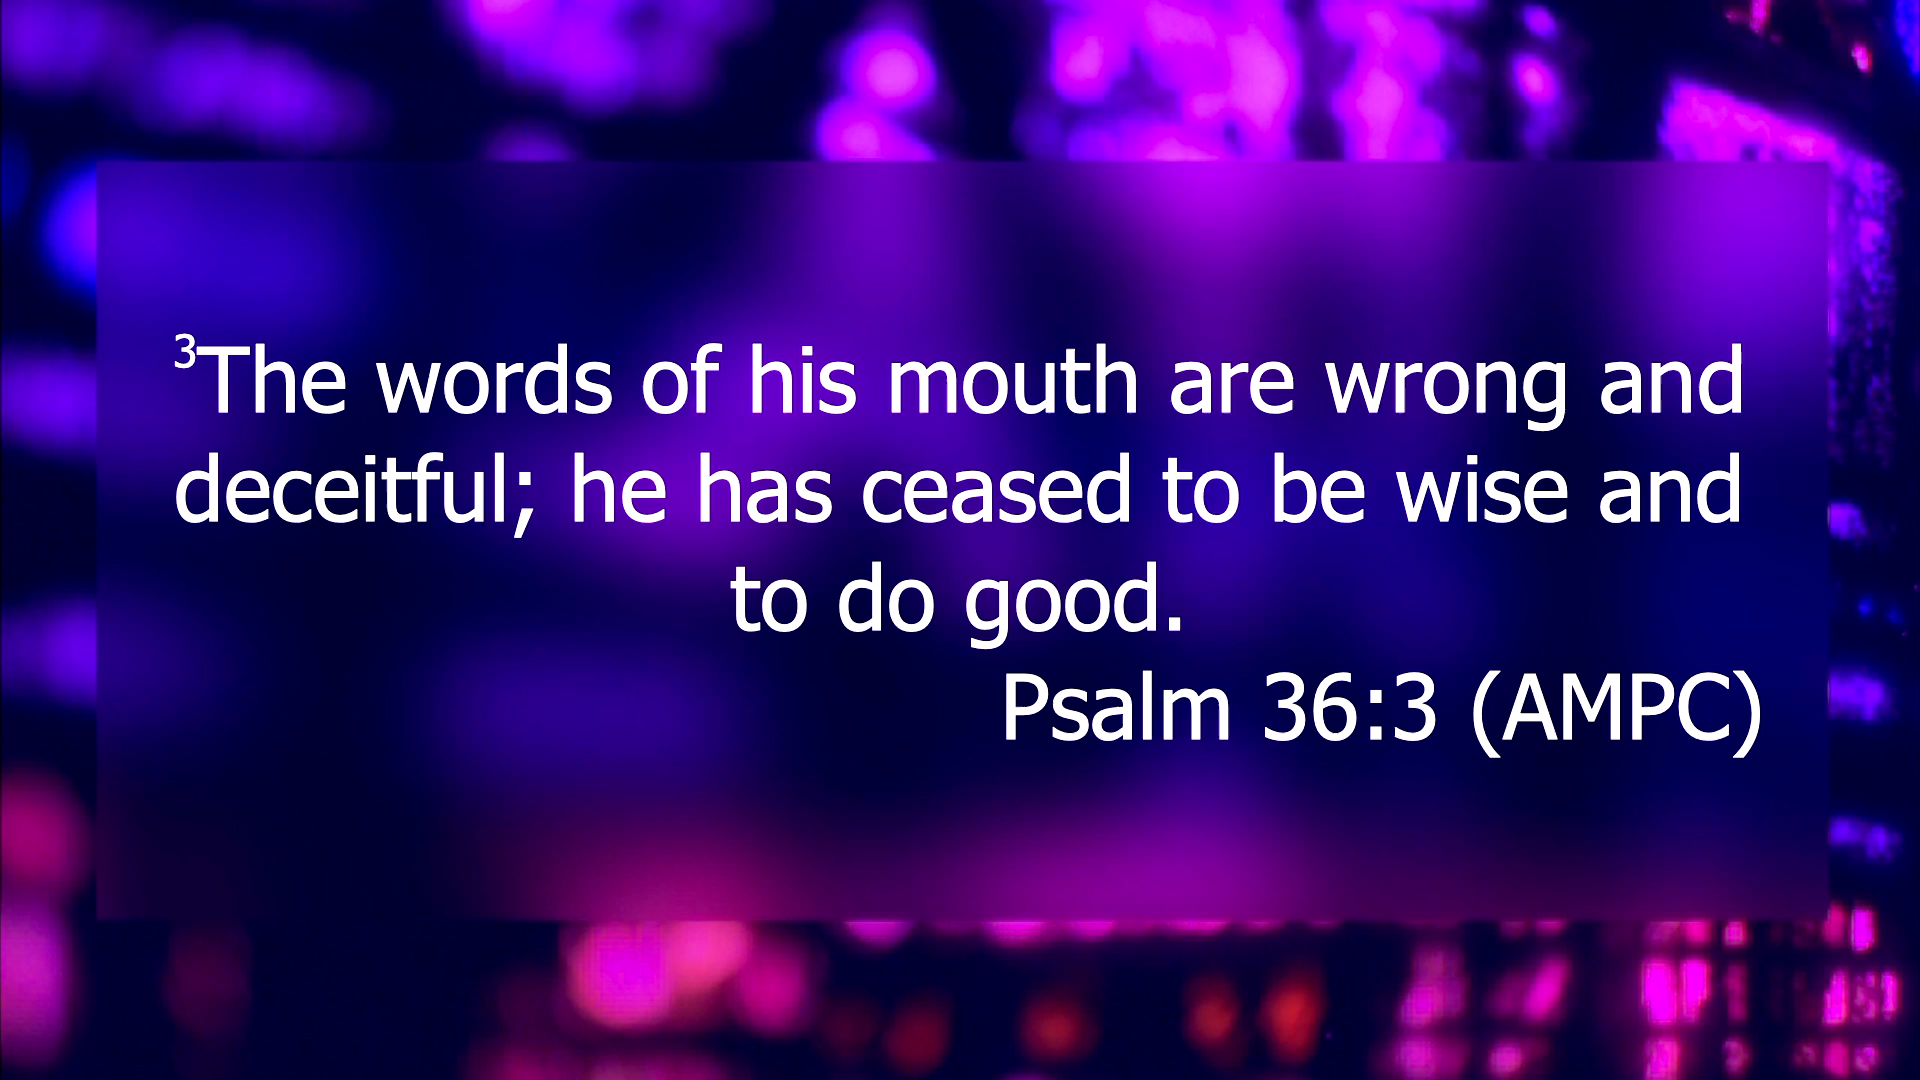 ³The words of his mouth are wrong and
deceitful; he has ceased to be wise and
to do good.
Psalm 36:3 (AMPC)